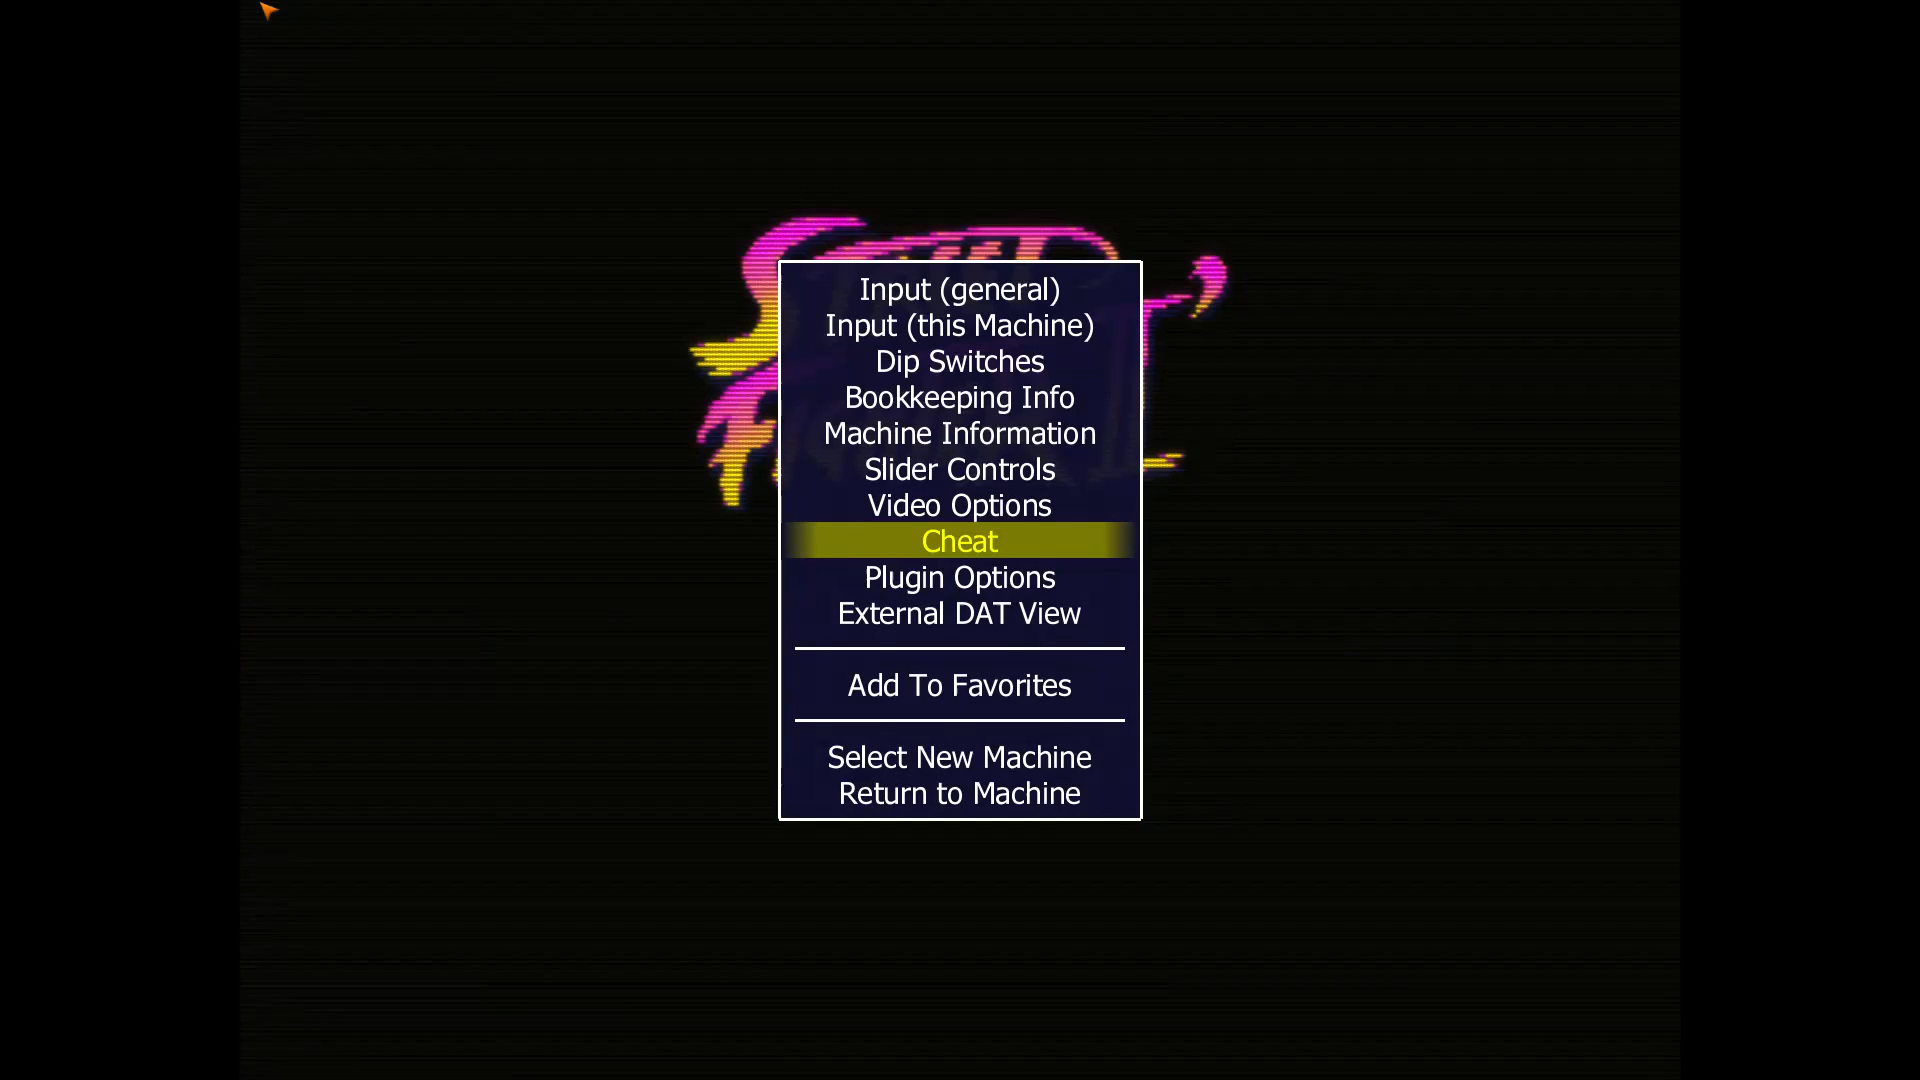 Input (general)
Input (this Machine)
Dip Switches
Bookkeeping Info
Machine Information
Slider Controls
Video Options
Cheat
Plugin Options
External DAT View
Add To Favorites
Select New Machine
Return to Machine